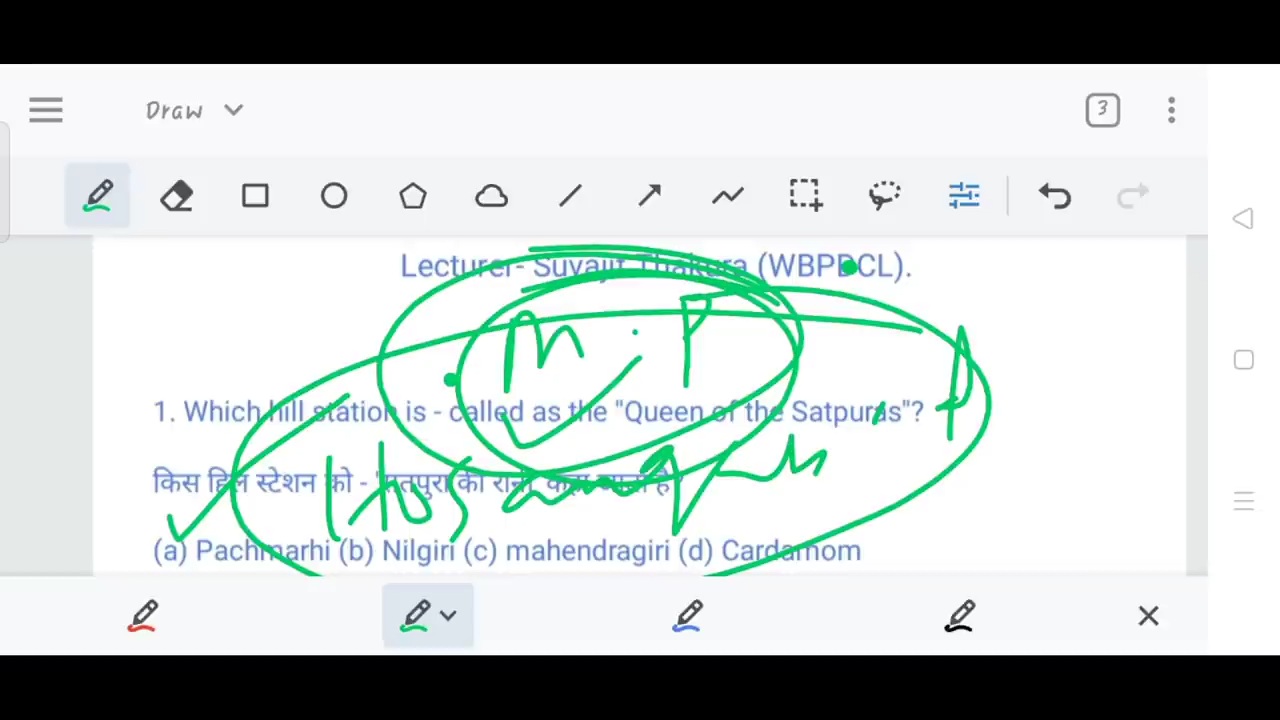 3
Draw
Lecturer- Suvajit Thakura (WBPDCL).
M.P
1. Which hill station is - called as the "Queen of the Satpuras"?
किस हिल स्टेशन को - "सतपुरा की रानी" कहा जाता है?
(a) Pachmarhi (b) Nilgiri (c) mahendragiri (d) Cardamom